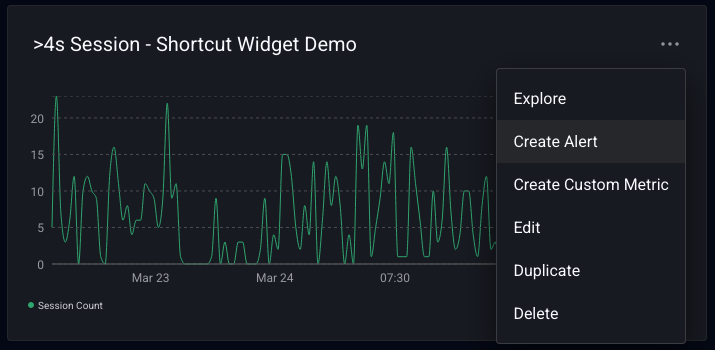 >4s Session - Shortcut Widget Demo
Explore
Create Alert
Create Custom Metric
Edit
Duplicate
Delete
20
15
10
5
0
Mar 23 Mar 24 07:30
Session Count